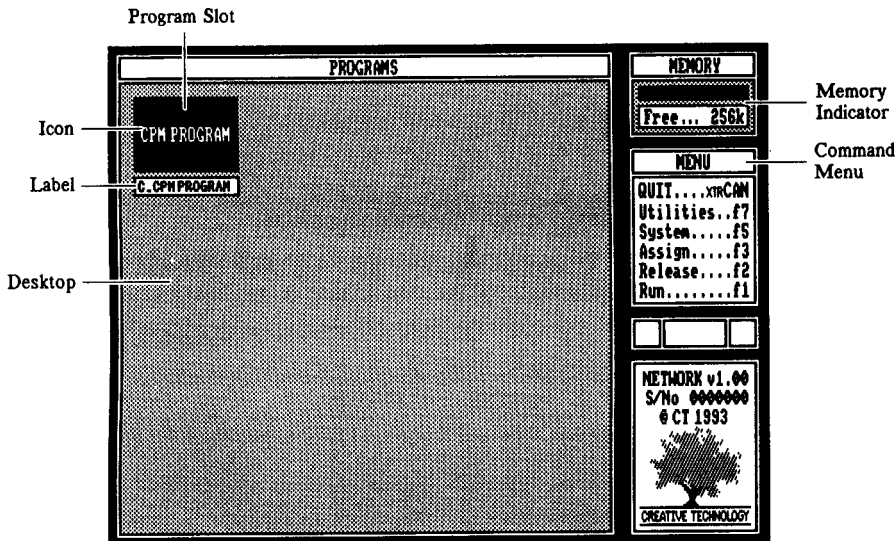 Program Slot
PROGRAMS
MEMORY
Free... 256k
Memory
Indicator
Icon
CPM PROGRAM
Label
C.CPM PROGRAM
MENU
Command
Menu
QUIT....XTRCAN
Utilities..f7
System.....f5
Assign.....f3
Release....f2
Run........f1
Desktop
NETWORK v1.00
S/No 0000000
© CT 1993
CREATIVE TECHNOLOGY